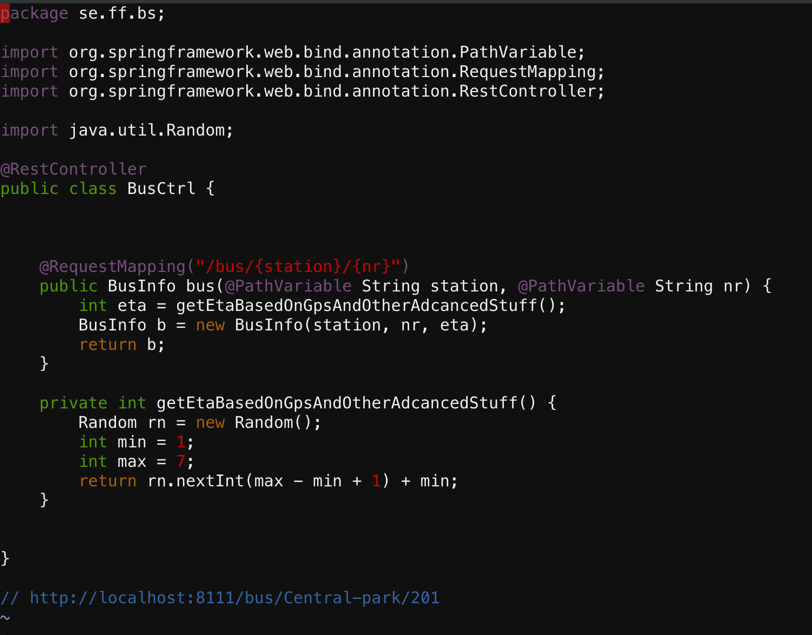 package se.ff.bs;
import org.springframework.web.bind.annotation.PathVariable;
import org.springframework.web.bind.annotation.RequestMapping;
import org.springframework.web.bind.annotation.RestController;
import java.util.Random;
@RestController
public class BusCtrl {
@RequestMapping("/bus/{station}/{nr}")
public BusInfo bus(@PathVariable String station, @PathVariable String nr) {
int eta = getEtaBasedOnGpsAndOtherAdcancedStuff();
BusInfo b = new BusInfo(station, nr, eta);
return b;
}
private int getEtaBasedOnGpsAndOtherAdcancedStuff() {
Random rn = new Random();
int min = 1;
int max = 7;
return rn.nextInt(max - min + 1) + min;
}
}
// http://localhost:8111/bus/Central-park/201
~